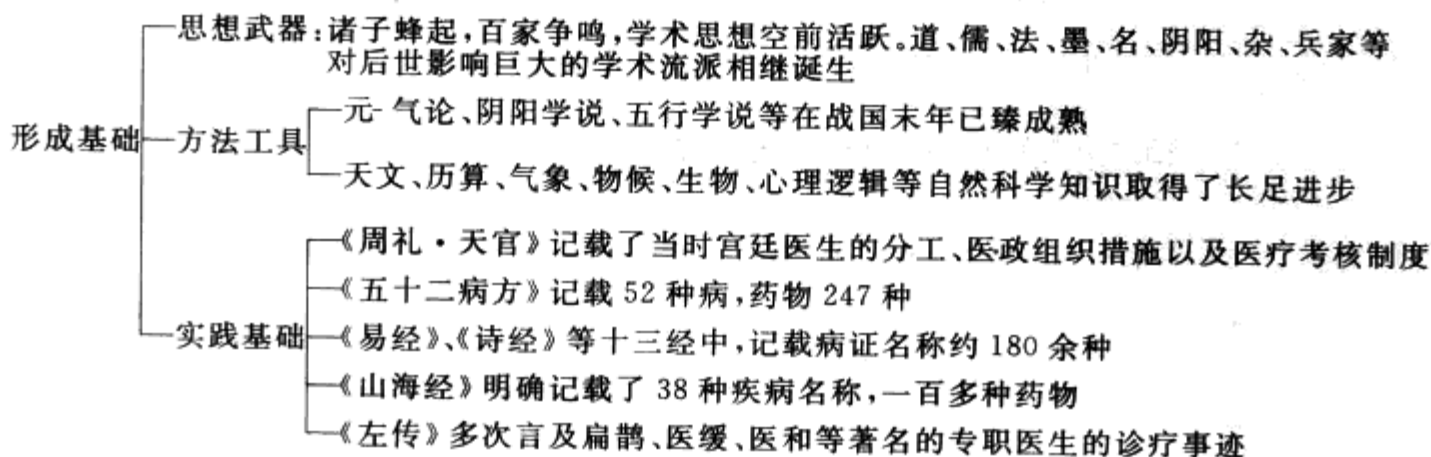 思想武器:诸子蜂起,百家争鸣,学术思想空前活跃。道、儒、法、墨、名、阴阳、杂、兵家等
对后世影响巨大的学术流派相继诞生
形成基础
方法工具
元气论、阴阳学说、五行学说等在战国末年已臻成熟
天文、历算、气象、物候、生物、心理逻辑等自然科学知识取得了长足进步
实践基础
《周礼·天官》记载了当时宫廷医生的分工、医政组织措施以及医疗考核制度
《五十二病方》记载 52 种病,药物 247 种
《易经》、《诗经》等十三经中,记载病证名称约 180 余种
《山海经》明确记载了 38 种疾病名称,一百多种药物
《左传》多次言及扁鹊、医缓、医和等著名的专职医生的诊疗事迹